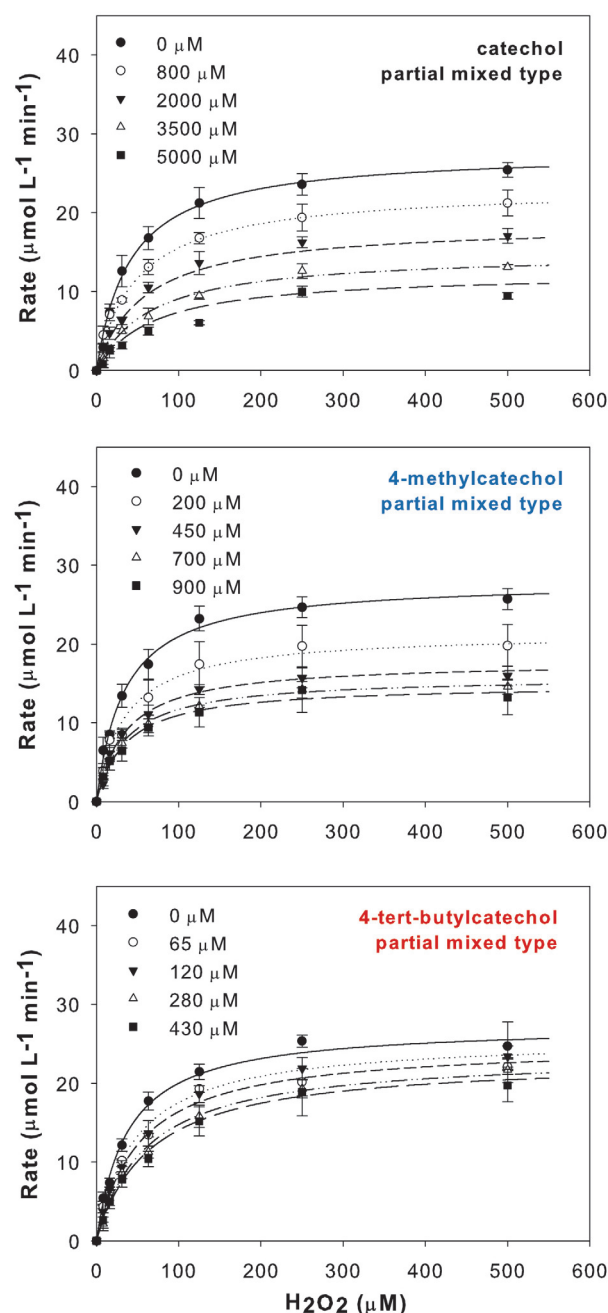 catechol
partial mixed type
0 μM
800 μM
2000 μM
3500 μM
5000 μM
Rate (μmol L-1 min-1)
40
30
20
10
0
0 100 200 300 400 500 600
4-methylcatechol
partial mixed type
0 μM
200 μM
450 μM
700 μM
900 μM
Rate (μmol L-1 min-1)
40
30
20
10
0
0 100 200 300 400 500 600
4-tert-butylcatechol
partial mixed type
0 μM
65 μM
120 μM
280 μM
430 μM
Rate (μmol L-1 min-1)
40
30
20
10
0
0 100 200 300 400 500 600
H2O2 (μM)